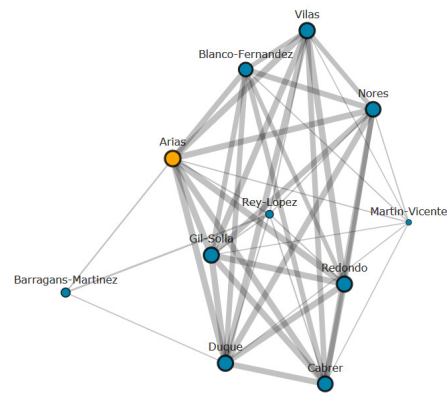 Vilas
Blanco-Fernandez
Nores
Arias
Rey-Lopez
Martin-Vicente
Gil-Solla
Redondo
Barragans-Martinez
Duque
Cabrer